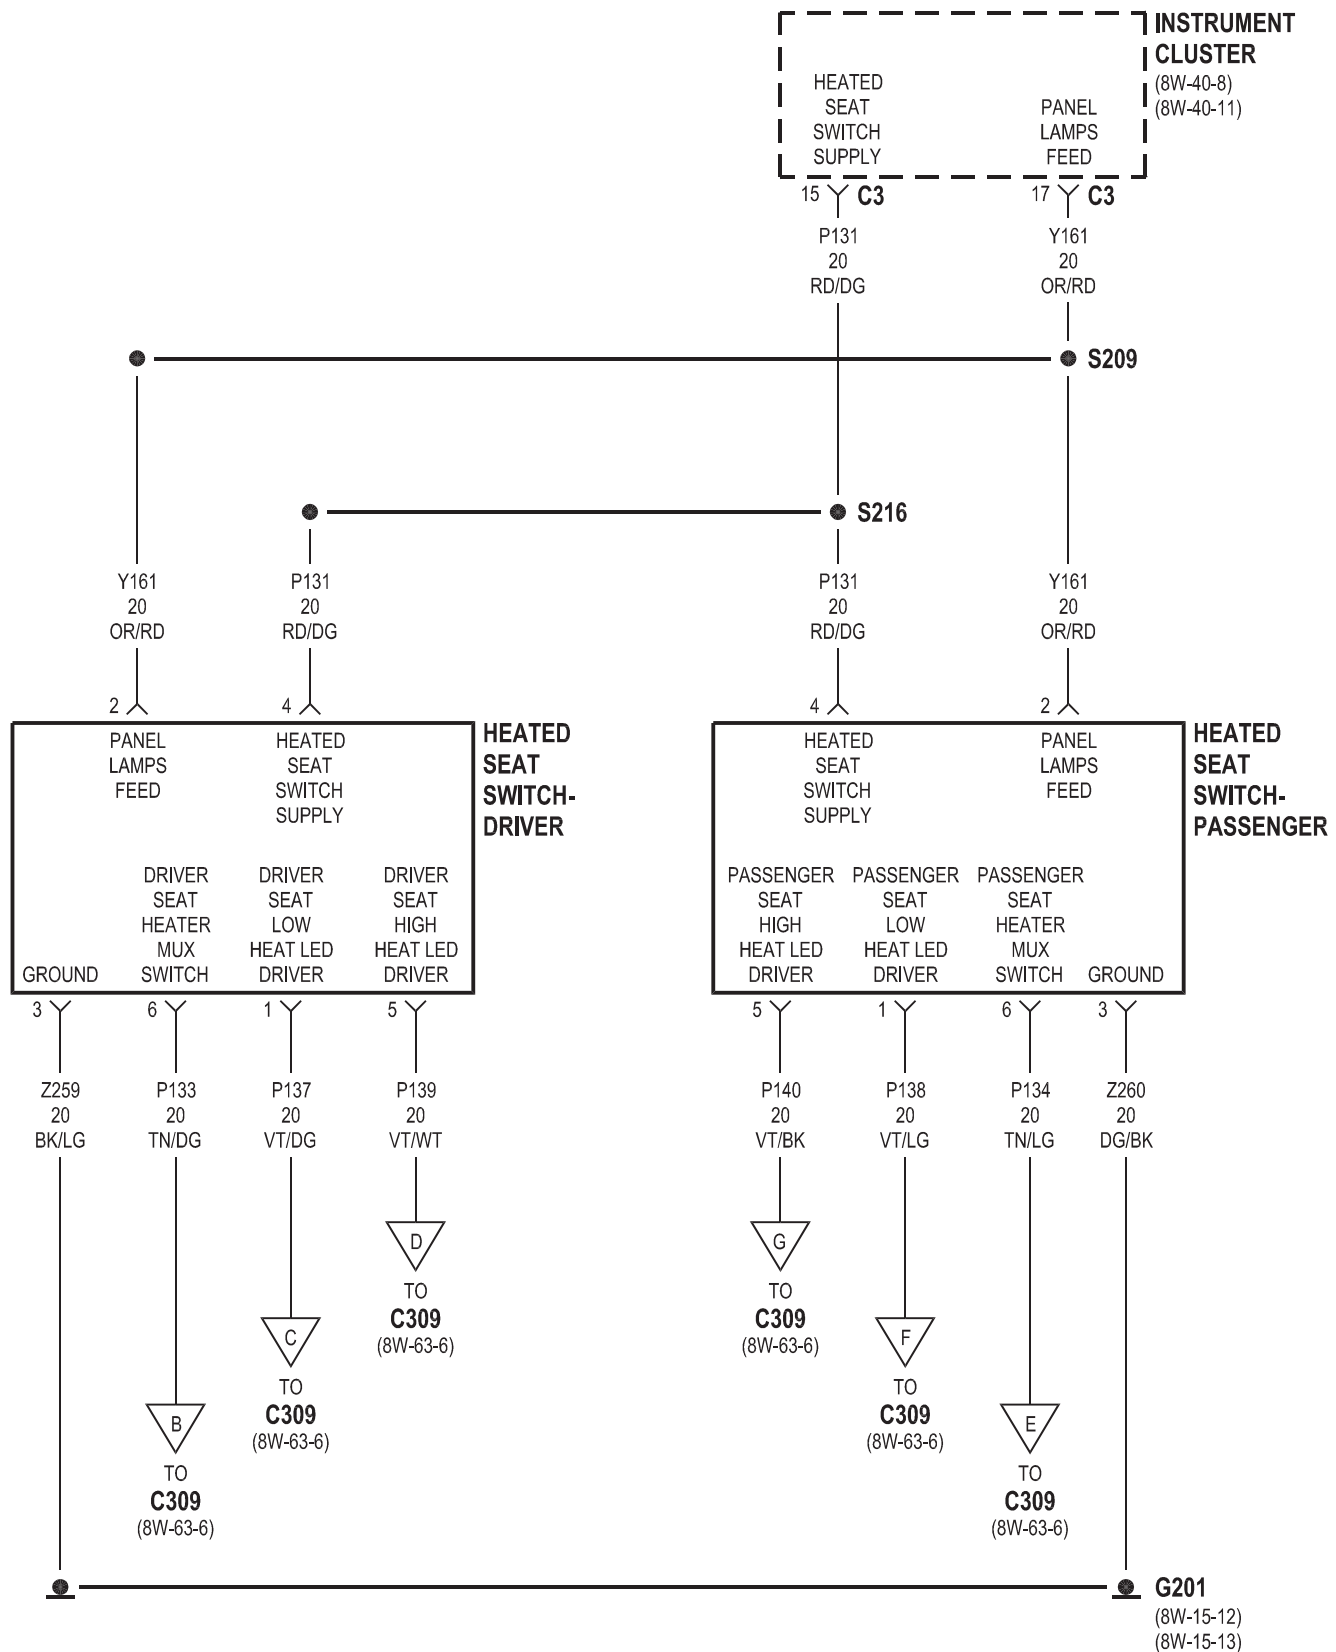 INSTRUMENT
CLUSTER
(8W-40-8)
(8W-40-11)
HEATED
SEAT
SWITCH
SUPPLY
PANEL
LAMPS
FEED
15 C3
17 C3
P131
20
RD/DG
Y161
20
OR/RD
S209
S216
Y161
20
OR/RD
P131
20
RD/DG
P131
20
RD/DG
Y161
20
OR/RD
2
4
4
2
PANEL
LAMPS
FEED
HEATED
SEAT
SWITCH
SUPPLY
HEATED
SEAT
SWITCH-
DRIVER
HEATED
SEAT
SWITCH
SUPPLY
PANEL
LAMPS
FEED
HEATED
SEAT
SWITCH-
PASSENGER
GROUND
DRIVER
SEAT
HEATER
MUX
SWITCH
DRIVER
SEAT
LOW
HEAT LED
DRIVER
DRIVER
SEAT
HIGH
HEAT LED
DRIVER
PASSENGER
SEAT
HIGH
HEAT LED
DRIVER
PASSENGER
SEAT
LOW
HEAT LED
DRIVER
PASSENGER
SEAT
HEATER
MUX
SWITCH
GROUND
3
6
1
5
5
1
6
3
Z259
20
BK/LG
P133
20
TN/DG
P137
20
VT/DG
P139
20
VT/WT
P140
20
VT/BK
P138
20
VT/LG
P134
20
TN/LG
Z260
20
DG/BK
D
TO
C309
(8W-63-6)
G
TO
C309
(8W-63-6)
C
TO
C309
(8W-63-6)
F
TO
C309
(8W-63-6)
B
TO
C309
(8W-63-6)
E
TO
C309
(8W-63-6)
G201
(8W-15-12)
(8W-15-13)